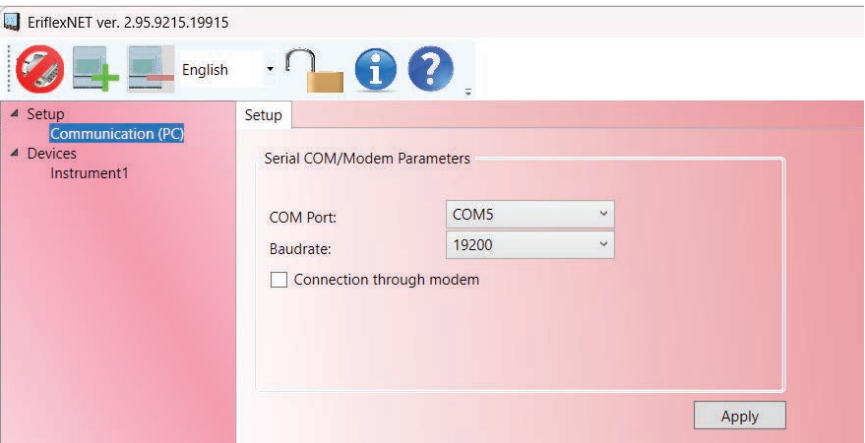 EriflexNET ver. 2.95.9215.19915
English
Setup
Communication (PC)
Devices
Instrument1
Setup
Serial COM/Modem Parameters
COM Port: COM5
Baudrate: 19200
Connection through modem
Apply